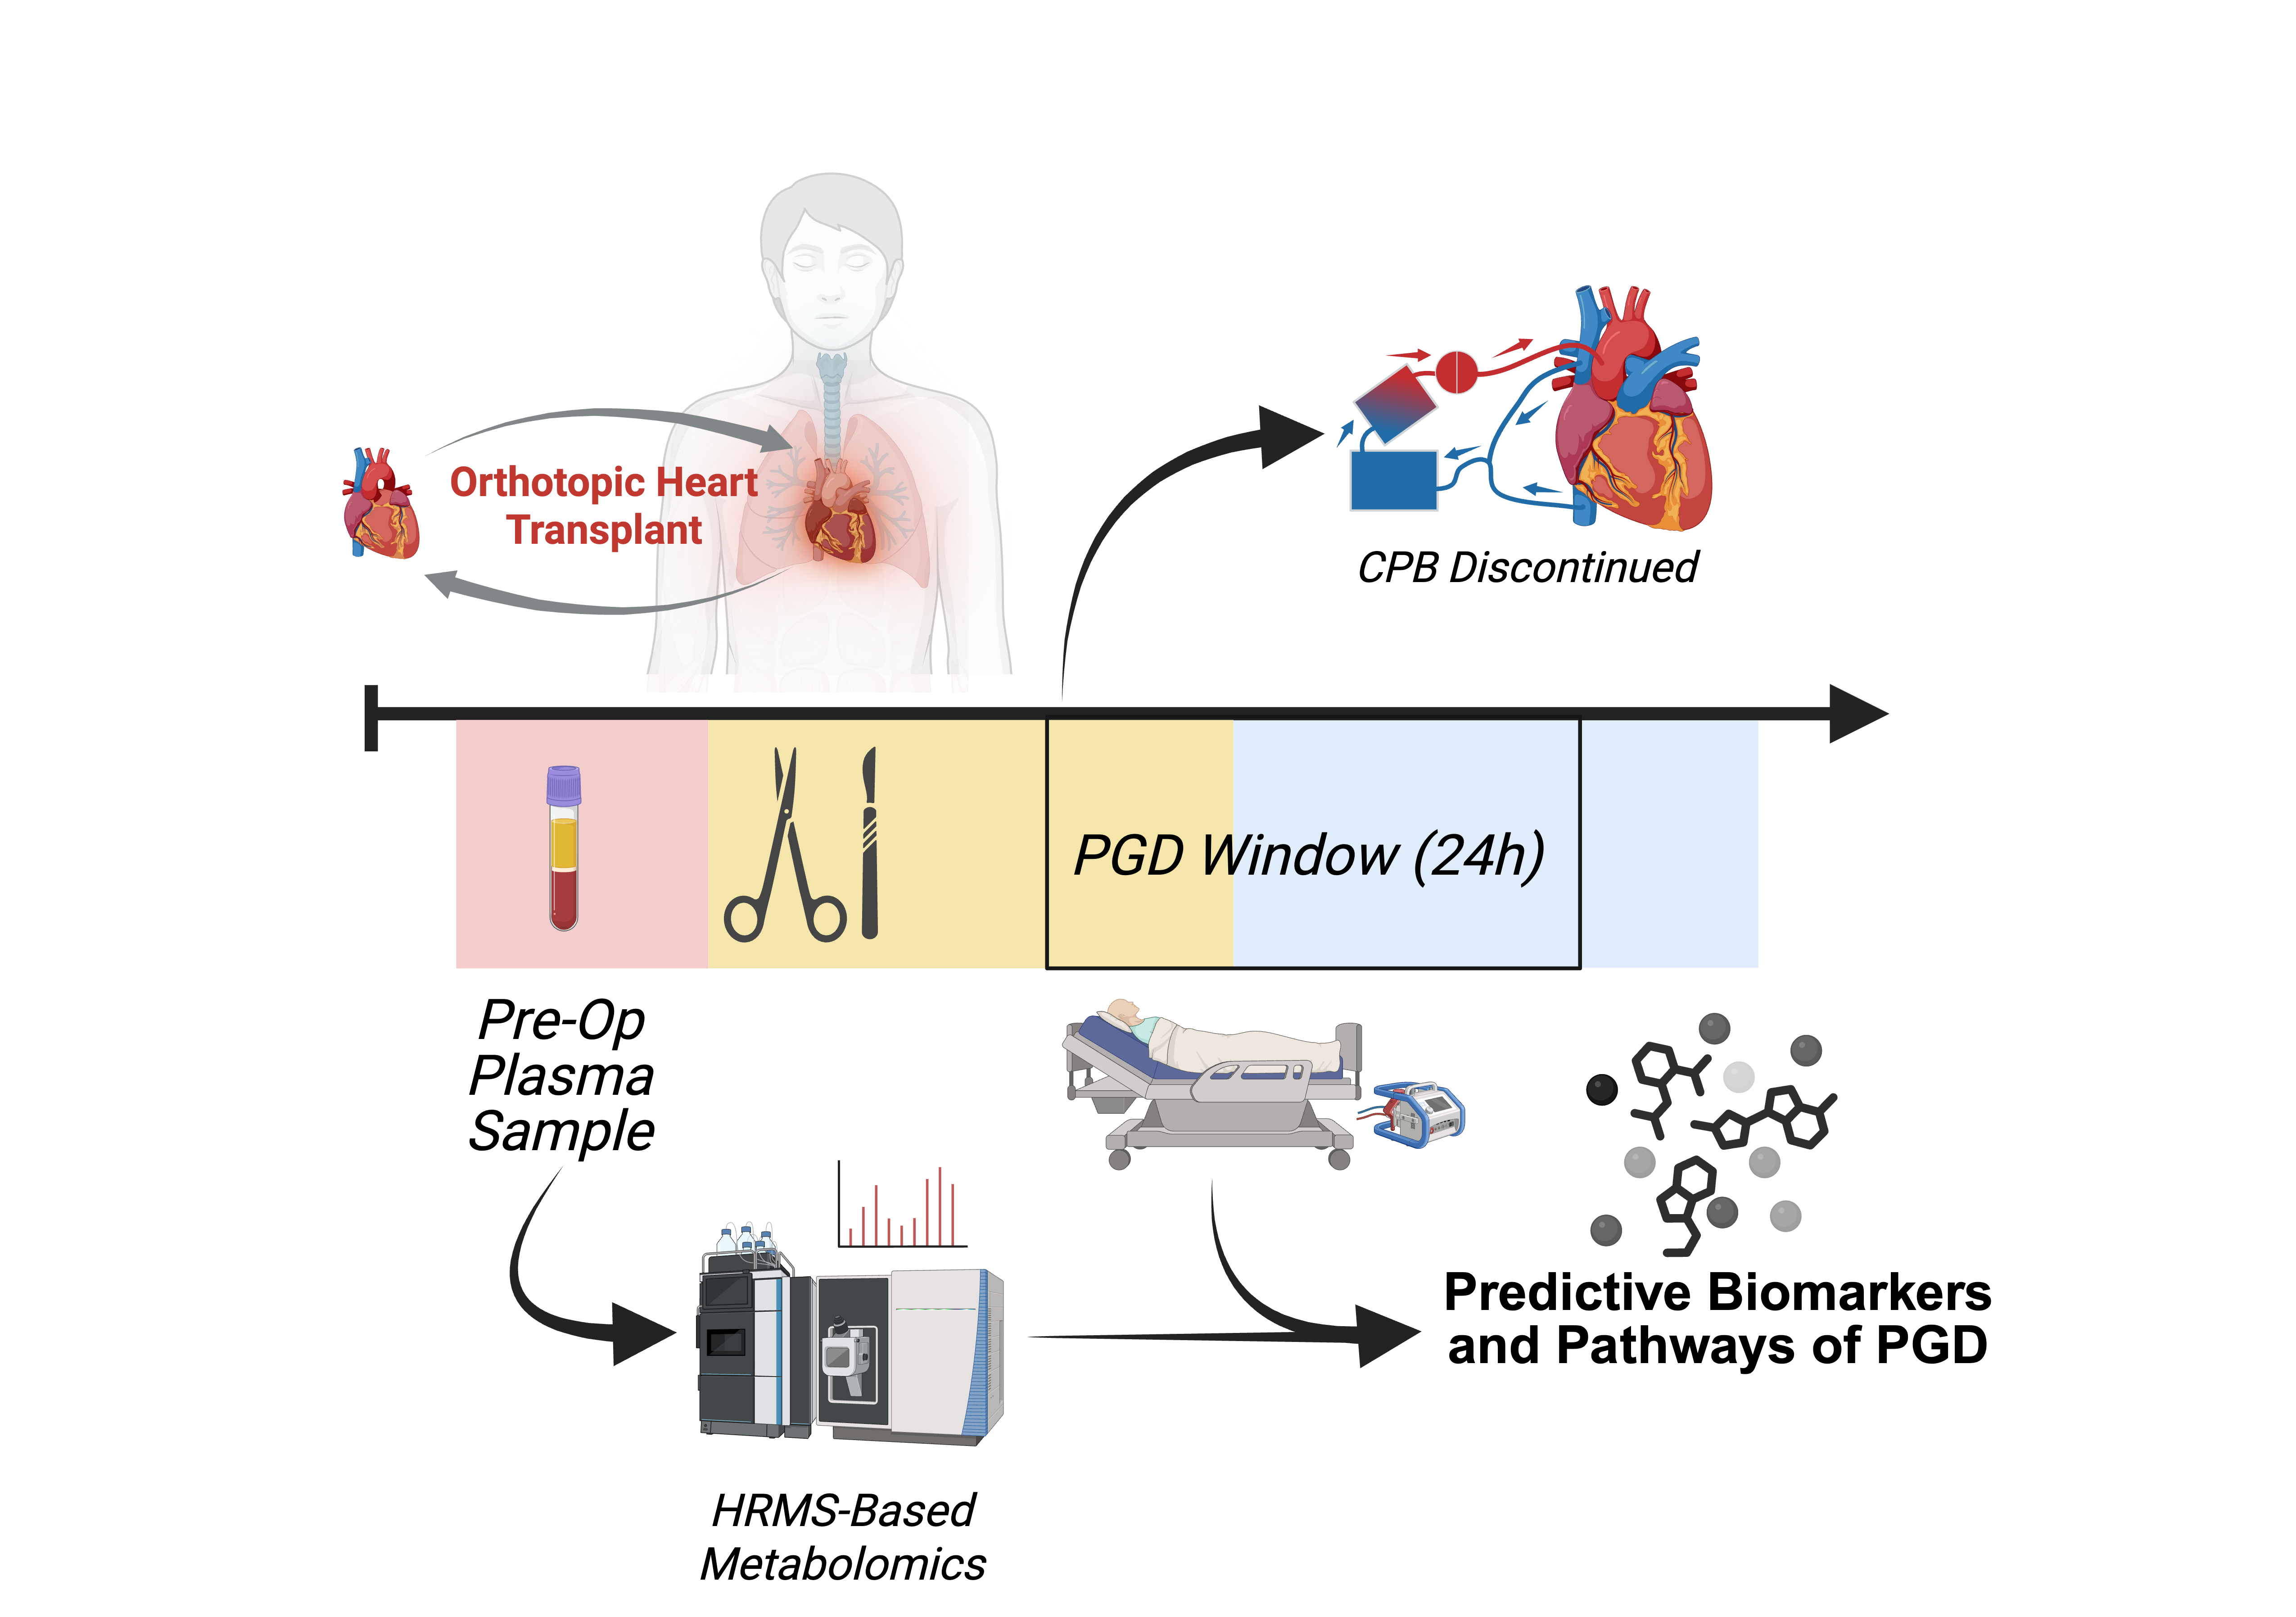 Orthotopic Heart
Transplant
CPB Discontinued
PGD Window (24h)
Pre-Op
Plasma
Sample
Predictive Biomarkers
and Pathways of PGD
HRMS-Based
Metabolomics